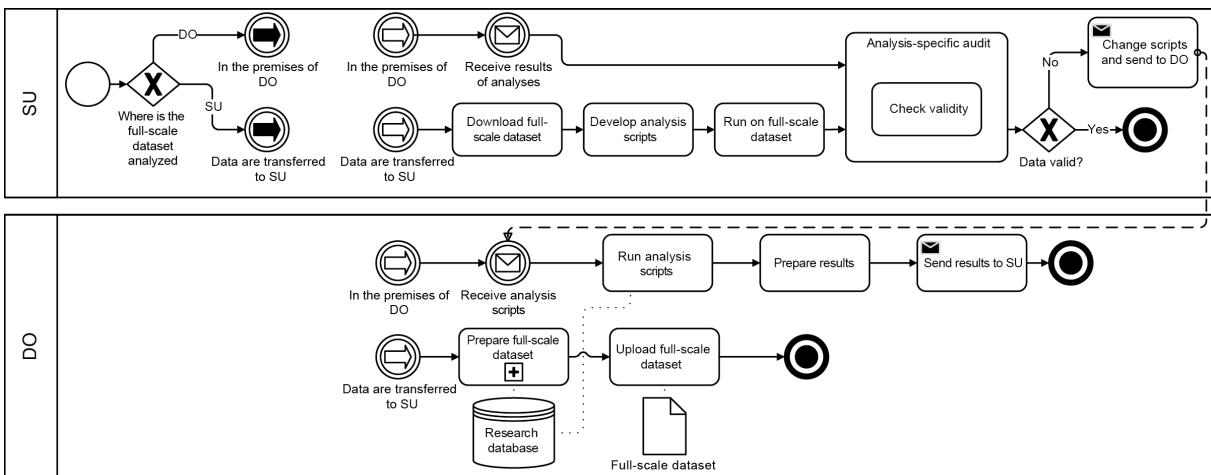 SU
DO
In the premises of
DO
Where is the
full-scale
dataset
analyzed
SU
Data are transferred
to SU
In the premises of
DO
Receive results
of analyses
Data are transferred
to SU
Download full-
scale dataset
Develop analysis
scripts
Run on full-scale
dataset
Analysis-specific audit
Check validity
Data valid?
No
Yes
Change scripts
and send to DO
DO
In the premises of
DO
Receive analysis
scripts
Run analysis
scripts
Prepare results
Send results to SU
Data are transferred
to SU
Prepare full-scale
dataset
Upload full-scale
dataset
Research
database
Full-scale dataset